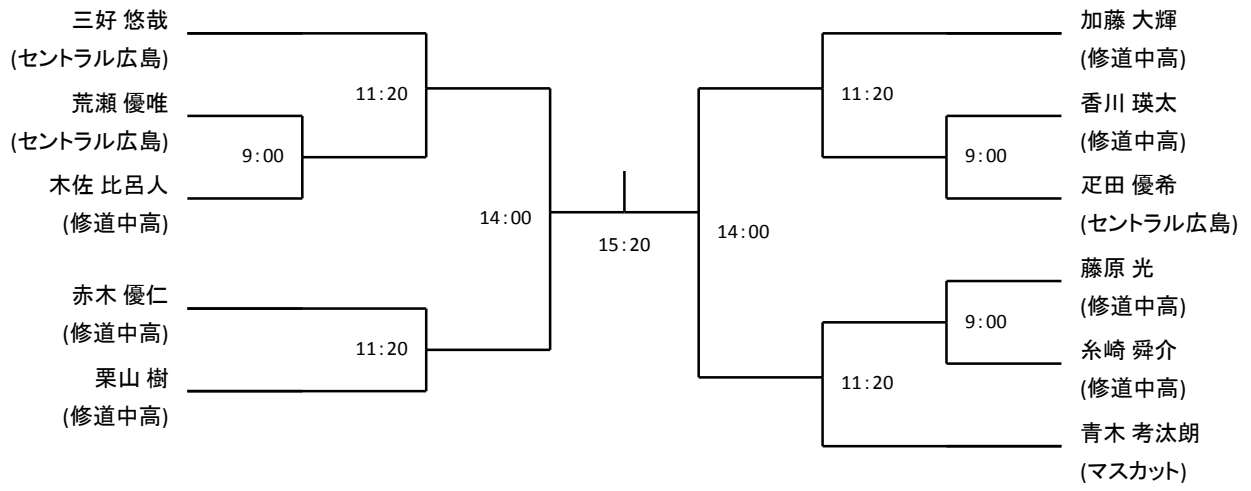 三好 悠哉
(セントラル広島)
11:20
荒瀬 優唯
(セントラル広島)
9:00
木佐 比呂人
(修道中高)
14:00
赤木 優仁
(修道中高)
11:20
栗山 樹
(修道中高)
15:20
加藤 大輝
(修道中高)
11:20
香川 瑛太
(修道中高)
9:00
疋田 優希
(セントラル広島)
14:00
藤原 光
(修道中高)
9:00
糸崎 舜介
(修道中高)
11:20
青木 考汰朗
(マスカット)